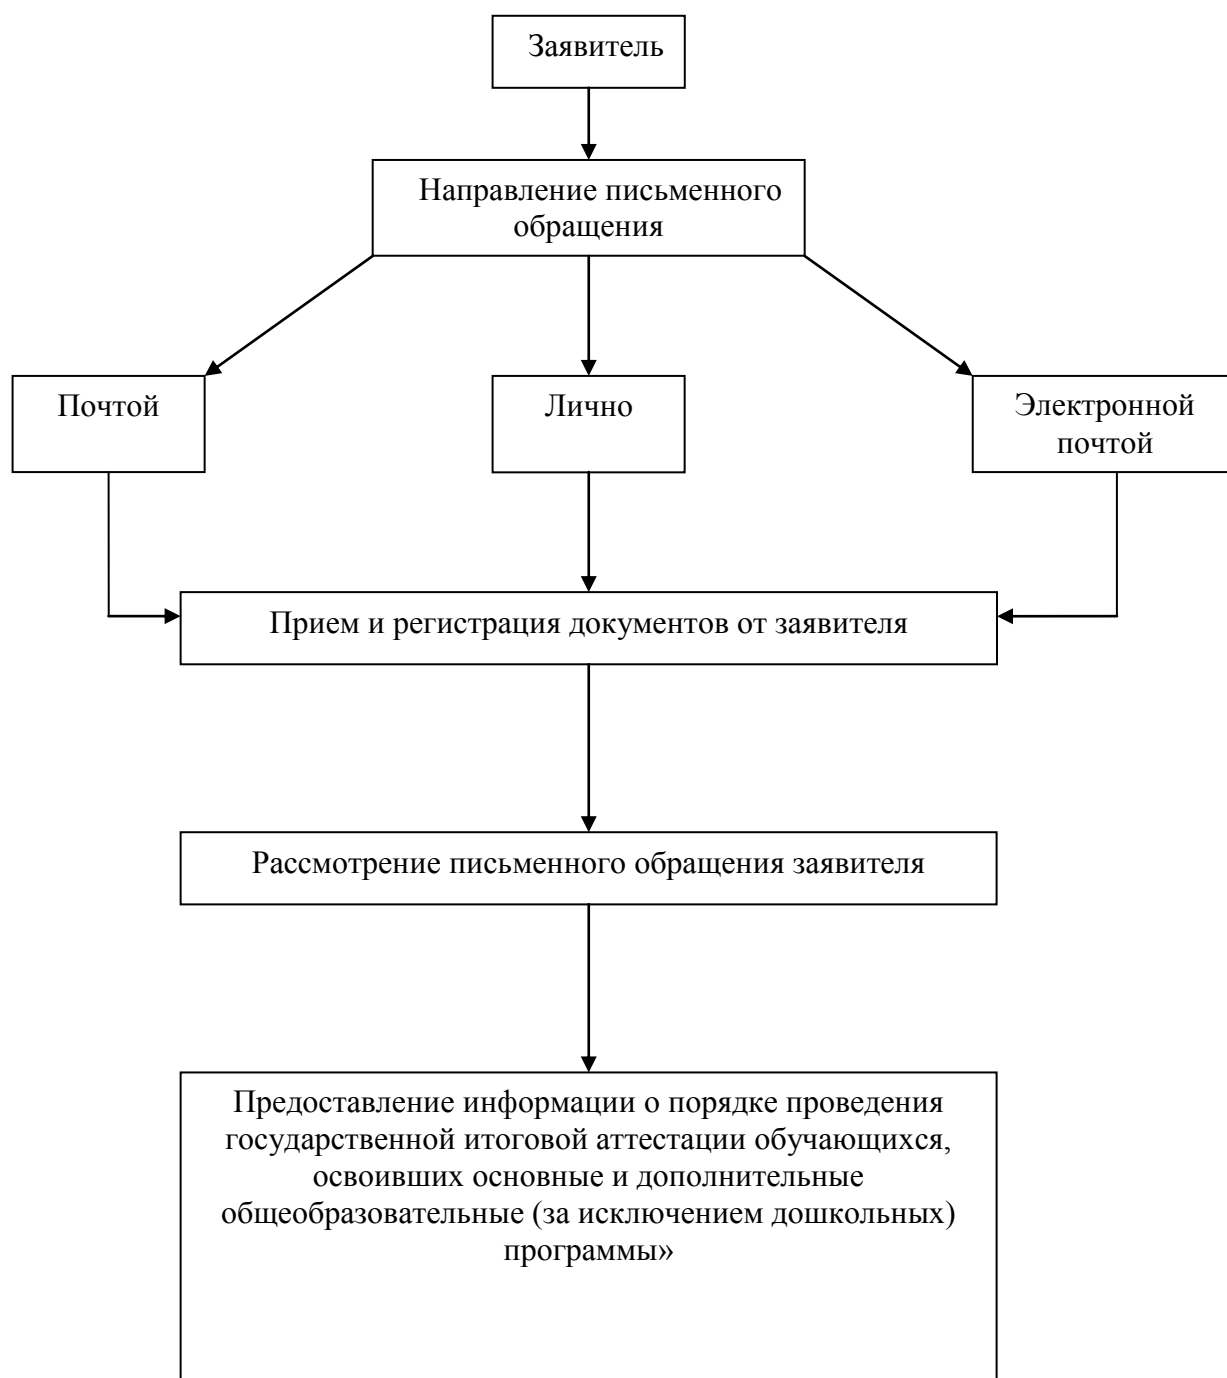 Заявитель
Направление письменного
обращения
Почтой
Лично
Электронной
почтой
Прием и регистрация документов от заявителя
Рассмотрение письменного обращения заявителя
Предоставление информации о порядке проведения
государственной итоговой аттестации обучающихся,
освоивших основные и дополнительные
общеобразовательные (за исключением дошкольных)
программы»